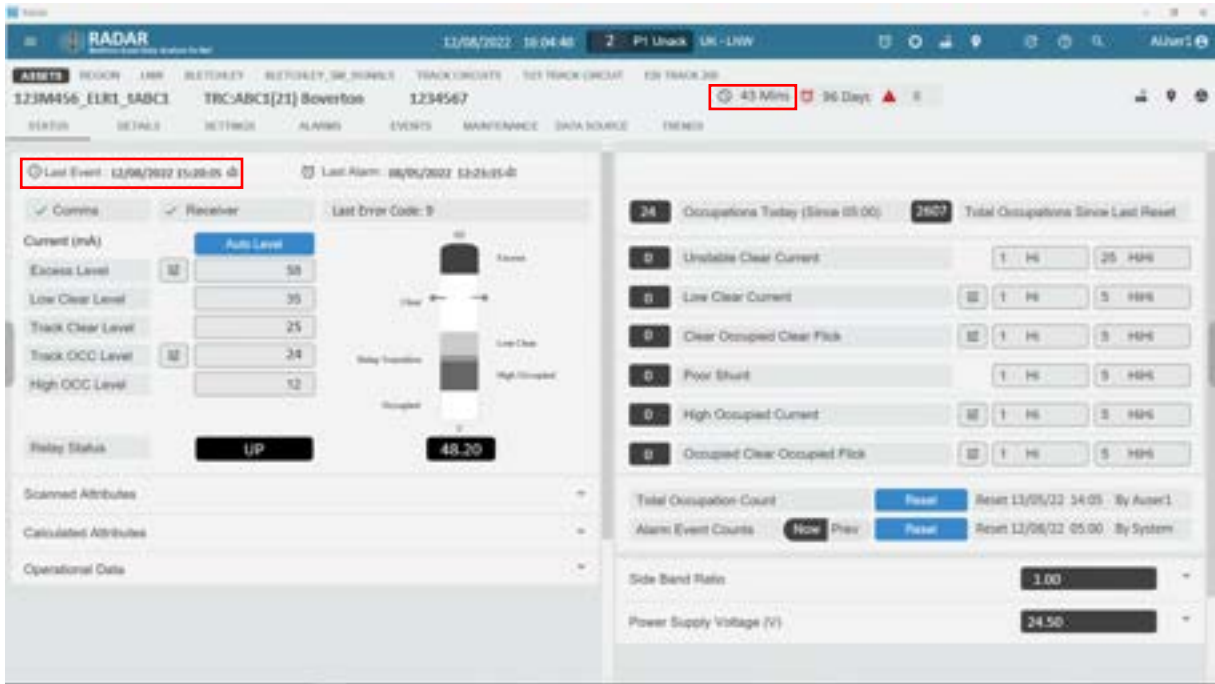 Radar
RADAR 12/08/2022 16:04:48 2 P1 Unack UK - LNW AUser1
ASSETS REGION LNW BLETCHLEY TRACK CIRCUITS TI21 TRACK CIRCUIT
123M456_ELR1_SABC1 TRC:ABC1[21] Boverton 1234567 43 Mins 96 Days
STATUS DETAILS SETTINGS ALARMS EVENTS MAINTENANCE DATA SOURCE TRENDS
Last Event: 12/08/2022 15:20:05 Last Alarm:
Comms Receiver Last Error Code: 9
24 Occupations Today (Since 05:00) 2607 Total Occupations Since Last Reset
Current (mA) Auto Level
Excess Level 58
Low Clear Level 35
Track Clear Level 25
Track OCC Level 24
High OCC Level 12
Excess
Clear
Low Clear
Relay Transition
High Occupied
Occupied
Relay Status UP 48.20
0 Unstable Clear Current 1 Hi 25 HiHi
0 Low Clear Current 1 Hi 5 HiHi
0 Clear Occupied Clear Flick 1 Hi 5 HiHi
0 Poor Shunt 1 Hi 5 HiHi
0 High Occupied Current 1 Hi 5 HiHi
0 Occupied Clear Occupied Flick 1 Hi 5 HiHi
Scanned Attributes
Calculated Attributes
Operational Data
Total Occupation Count Reset Reset 13/05/22 14:05 By Auser1
Alarm Event Counts Now Prev Reset Reset 12/08/22 05:00 By System
Side Band Ratio 1.00
Power Supply Voltage (V) 24.50